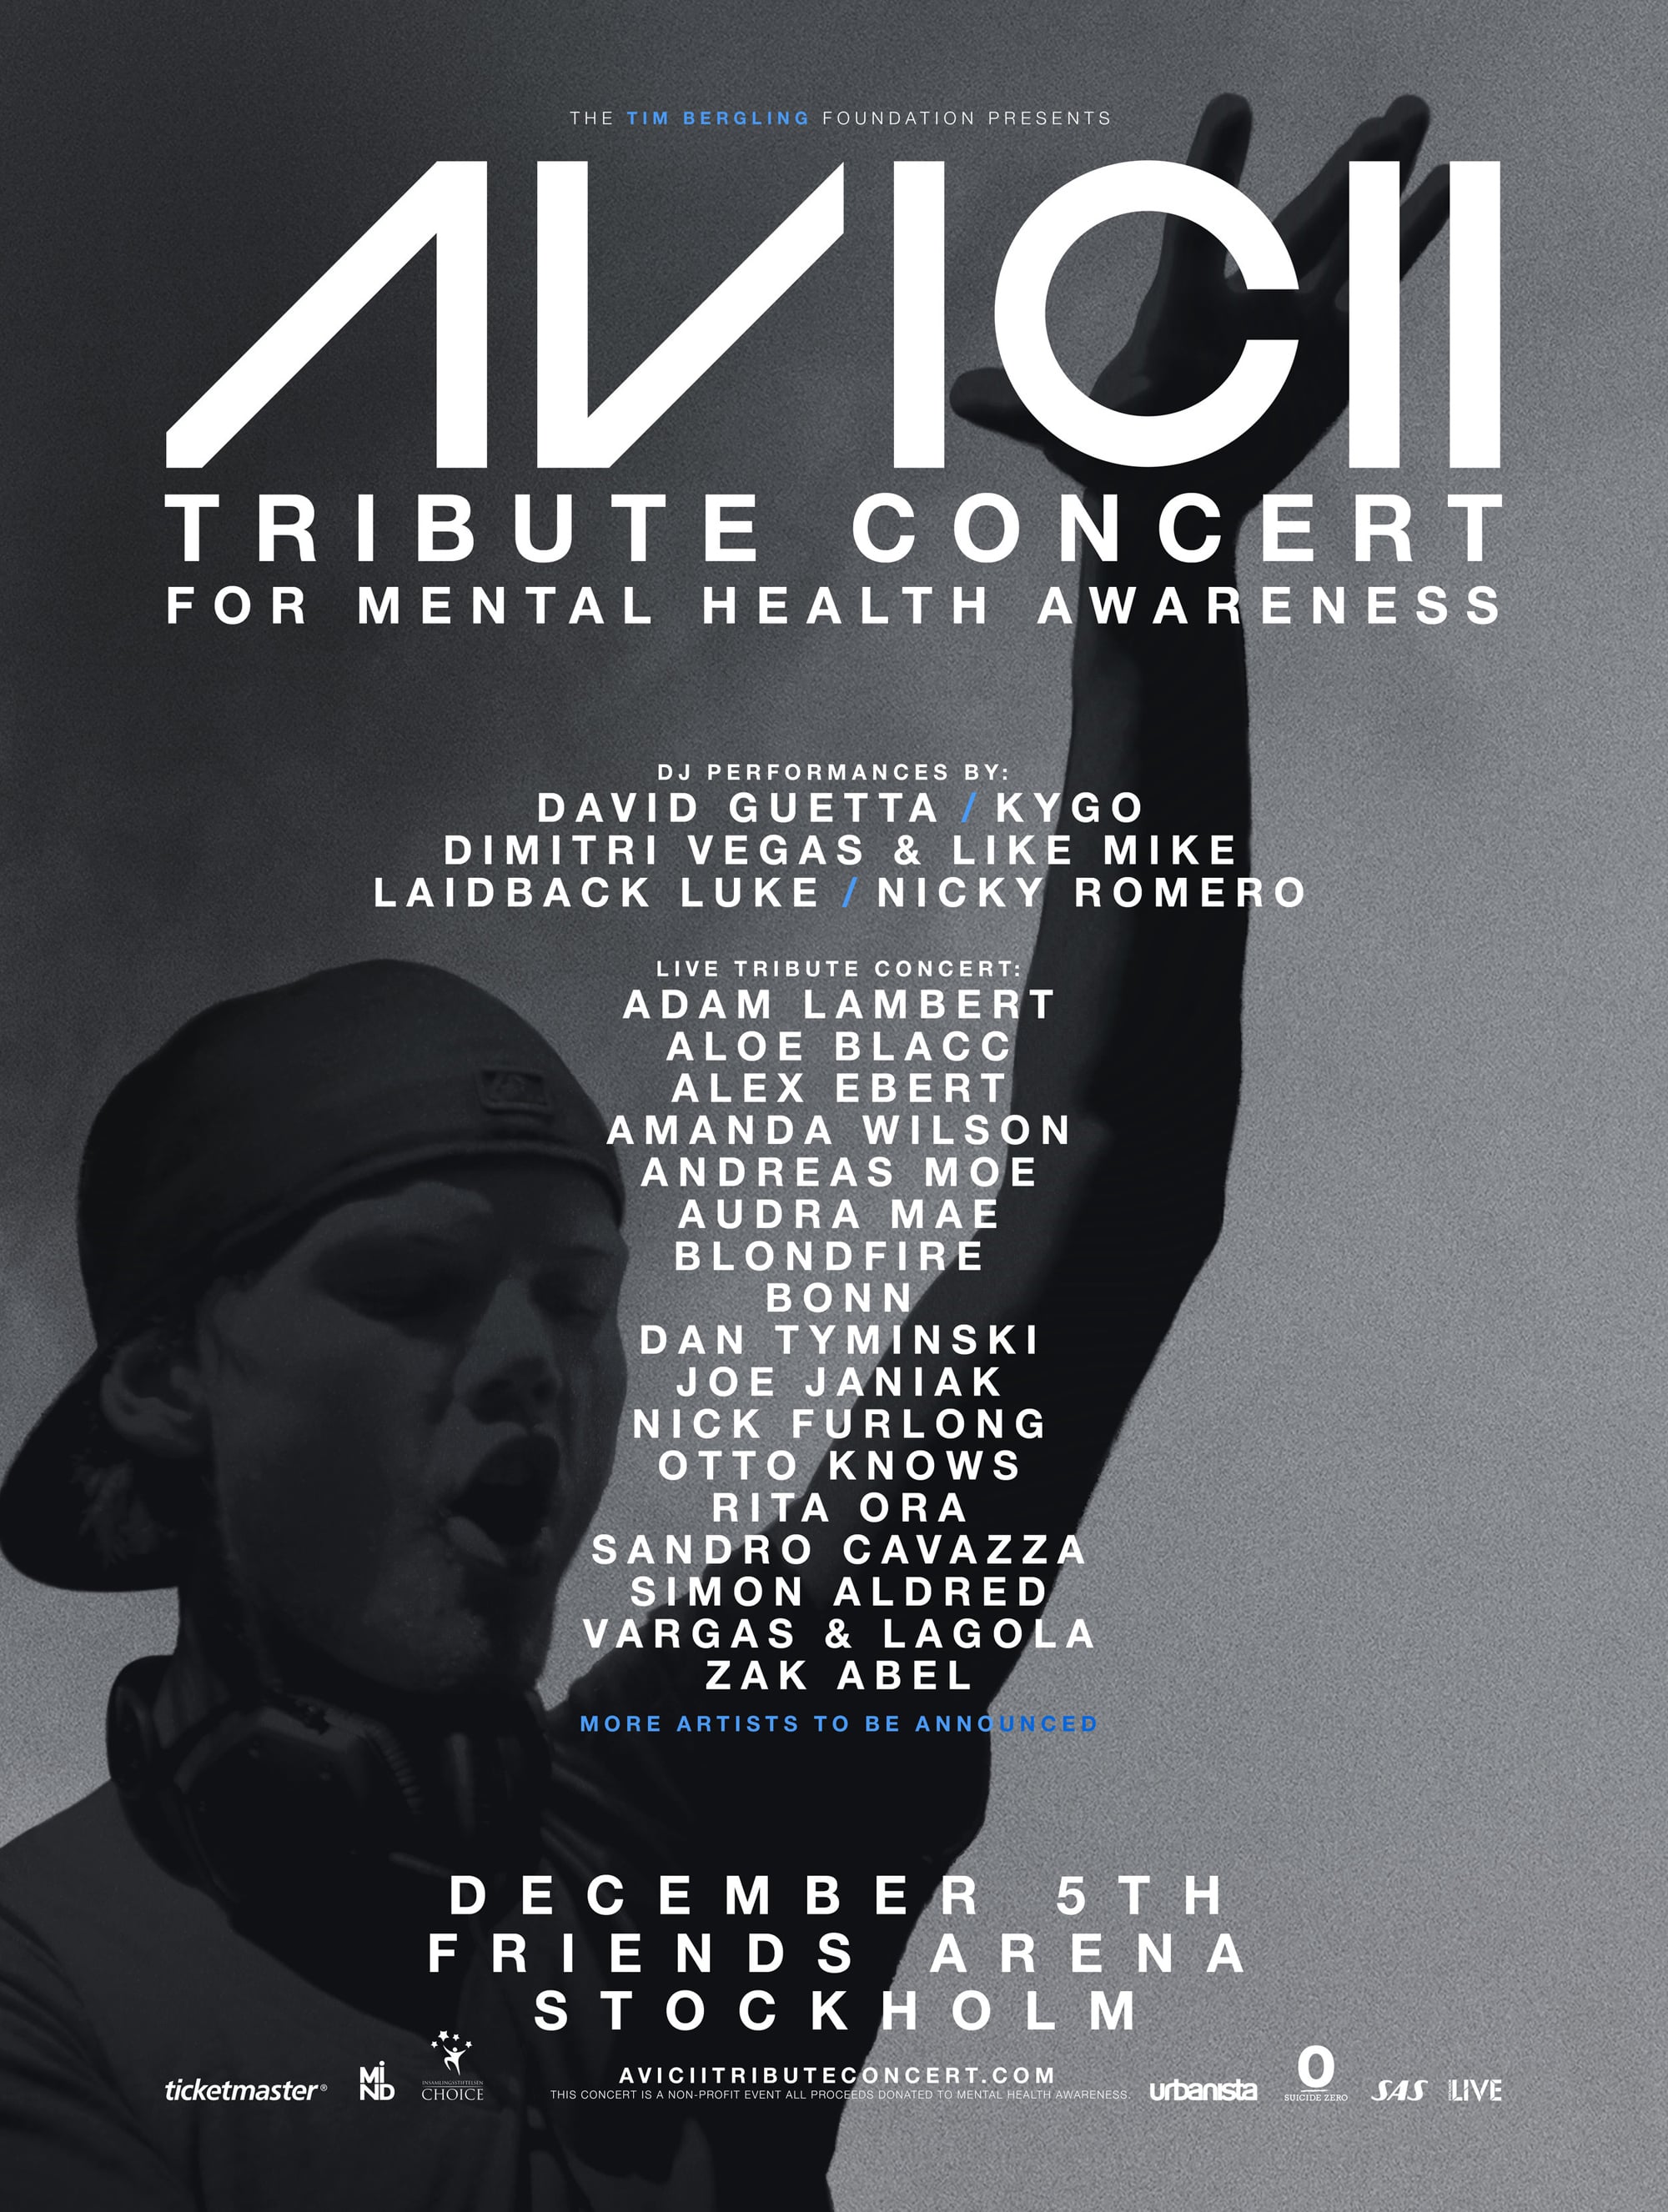 THE TIM BERGLING FOUNDATION PRESENTS
AVICII
TRIBUTE CONCERT
FOR MENTAL HEALTH AWARENESS
DJ PERFORMANCES BY:
DAVID GUETTA / KYGO
DIMITRI VEGAS & LIKE MIKE
LAIDBACK LUKE / NICKY ROMERO
LIVE TRIBUTE CONCERT:
ADAM LAMBERT
ALOE BLACC
ALEX EBERT
AMANDA WILSON
ANDREAS MOE
AUDRA MAE
BLONDFIRE
BONN
DAN TYMINSKI
JOE JANIAK
NICK FURLONG
OTTO KNOWS
RITA ORA
SANDRO CAVAZZA
SIMON ALDRED
VARGAS & LAGOLA
ZAK ABEL
MORE ARTISTS TO BE ANNOUNCED
DECEMBER 5TH
FRIENDS ARENA
STOCKHOLM
ticketmaster®
MiND
INSAMLINGSSTIFTELSEN
CHOICE
AVICIITRIBUTECONCERT.COM
THIS CONCERT IS A NON-PROFIT EVENT ALL PROCEEDS DONATED TO MENTAL HEALTH AWARENESS.
urbanista
0
SUICIDE ZERO
SAS
LIVE